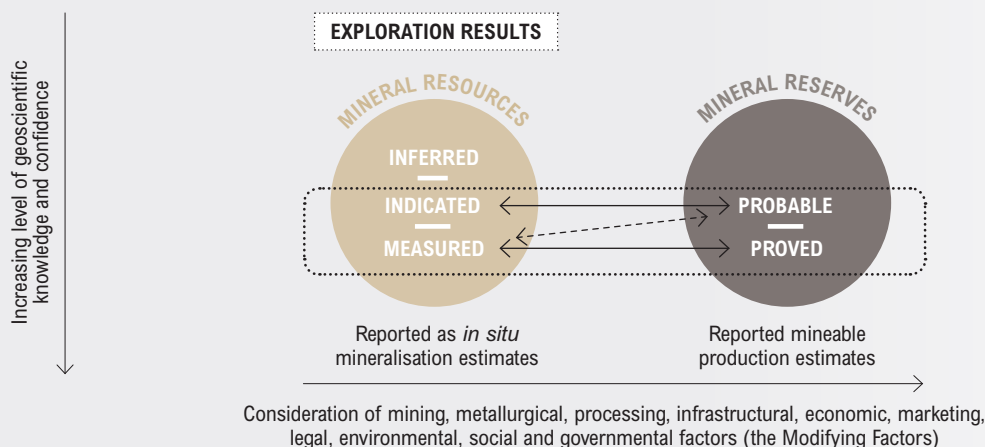 EXPLORATION RESULTS
Increasing level of geoscientific
knowledge and confidence
MINERAL RESOURCES
INFERRED
INDICATED
MEASURED
MINERAL RESERVES
PROBABLE
PROVED
Reported as in situ
mineralisation estimates
Reported mineable
production estimates
Consideration of mining, metallurgical, processing, infrastructural, economic, marketing,
legal, environmental, social and governmental factors (the Modifying Factors)